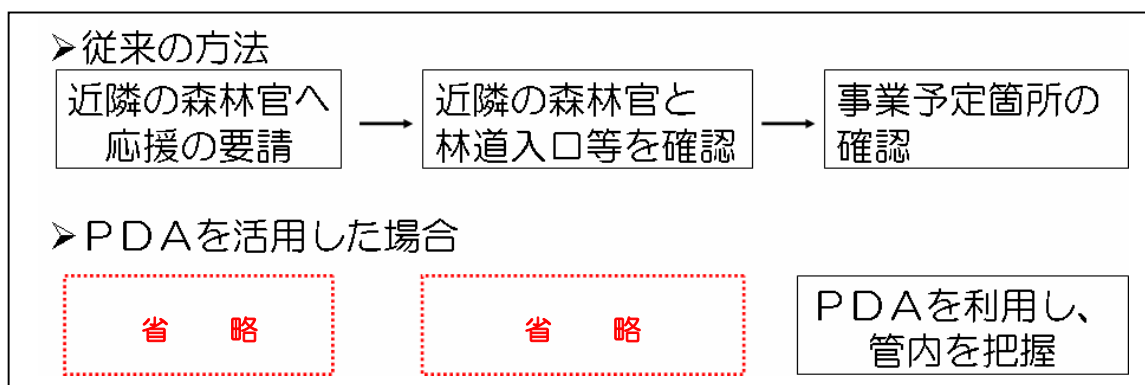 ➢従来の方法
近隣の森林官へ
応援の要請
近隣の森林官と
林道入口等を確認
事業予定箇所の
確認
➢PDAを活用した場合
省　略
省　略
PDAを利用し、
管内を把握